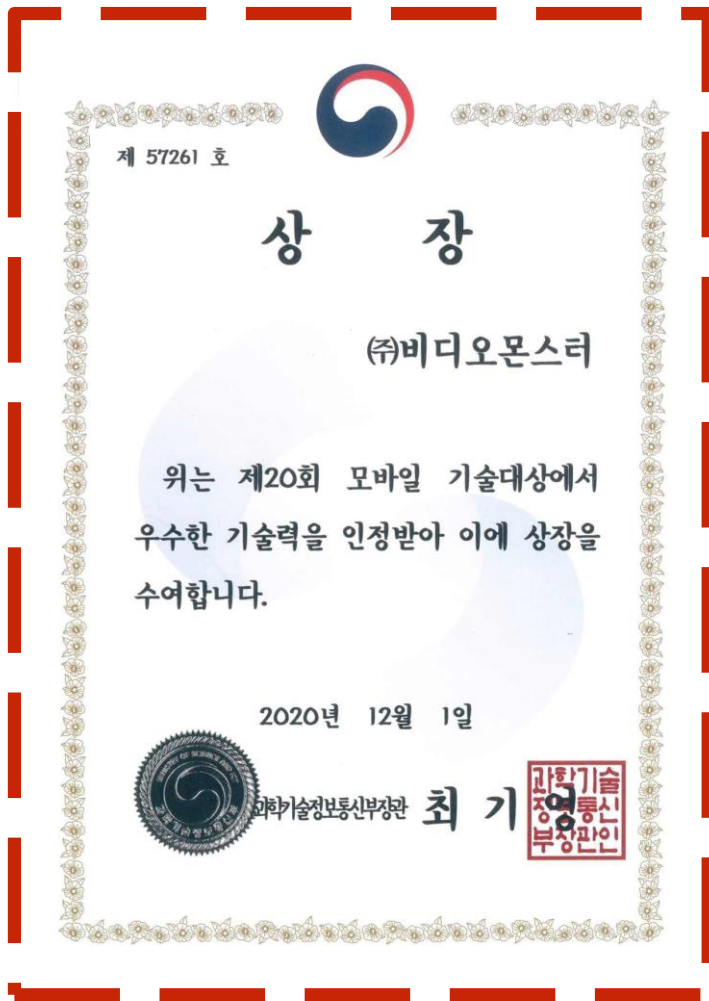 제 57261 호
상 장
㈜비디오몬스터
위는 제20회 모바일 기술대상에서
우수한 기술력을 인정받아 이에 상장을
수여합니다.
2020년 12월 1일
과학기술정보통신부장관 최 기 영
과학기술
정보통신
부장관인